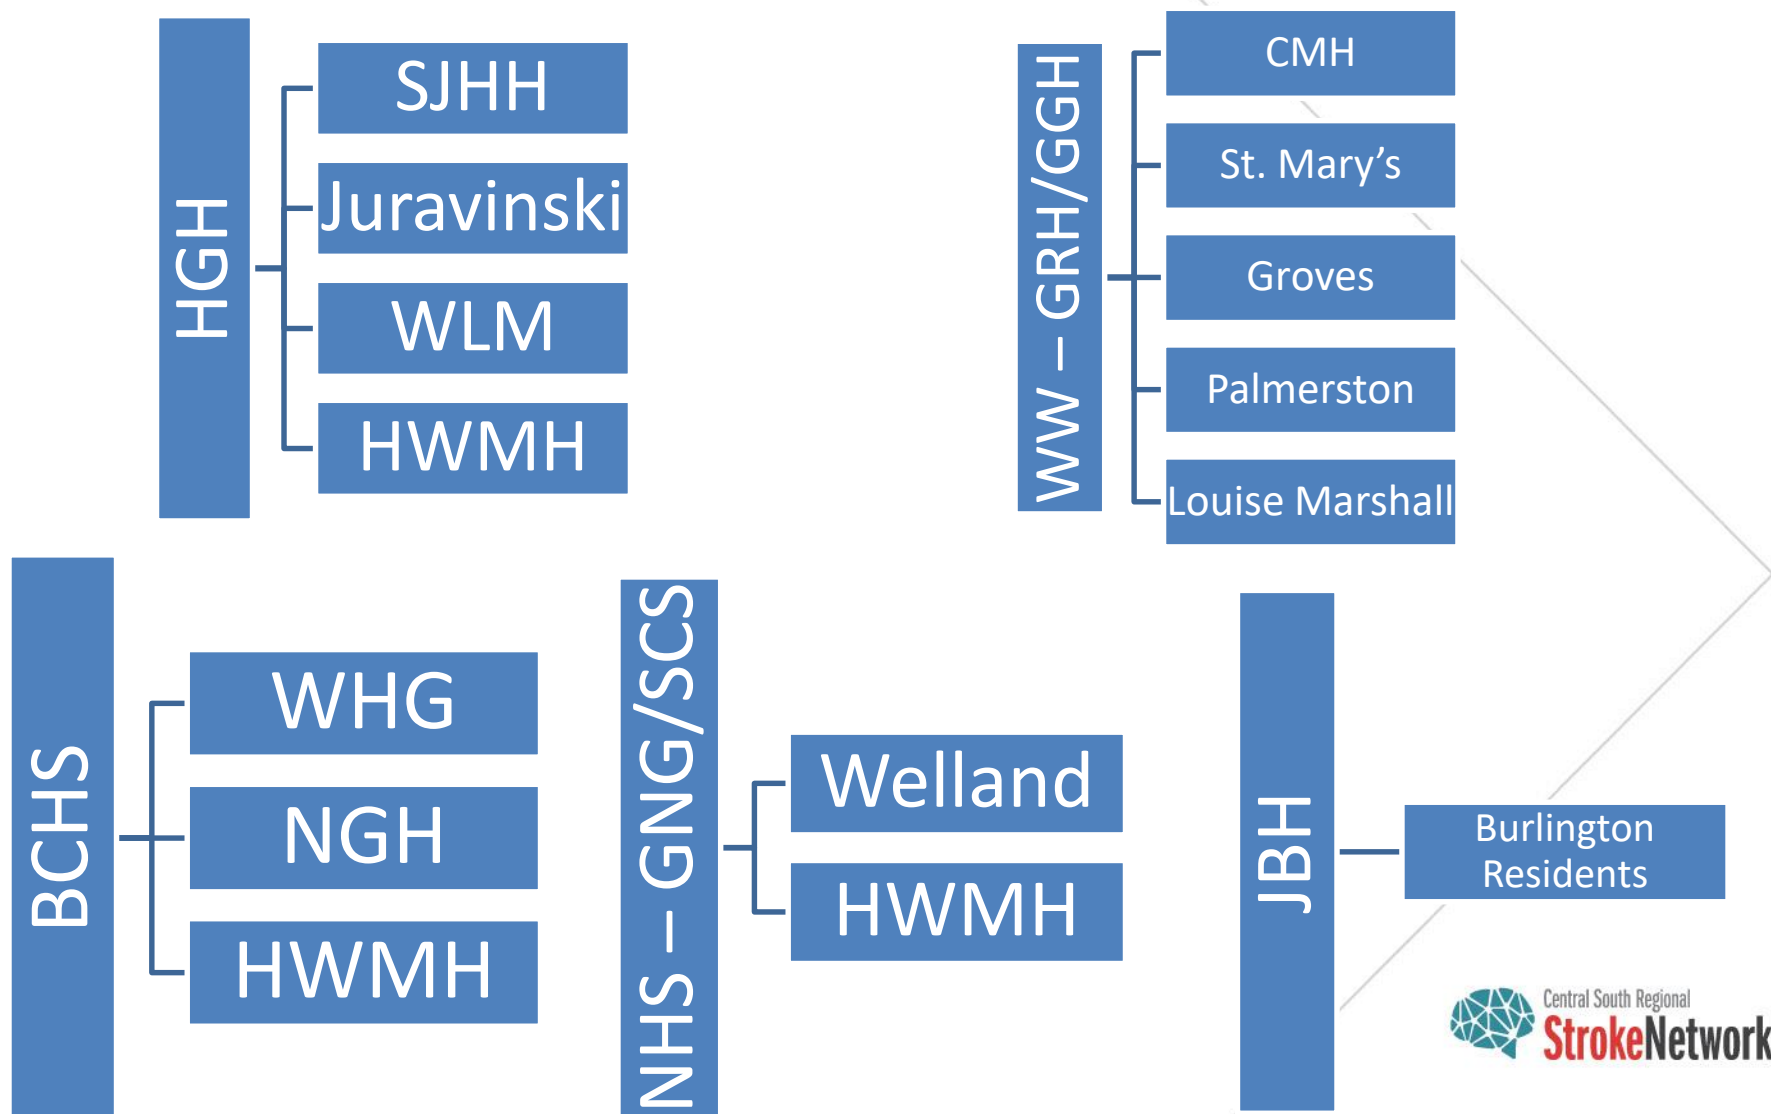 HGH
SJHH
Juravinski
WLM
HWMH
WW – GRH/GGH
CMH
St. Mary’s
Groves
Palmerston
Louise Marshall
BCHS
WHG
NGH
HWMH
NHS – GNG/SCS
Welland
HWMH
JBH
Burlington
Residents
Central South Regional
StrokeNetwork